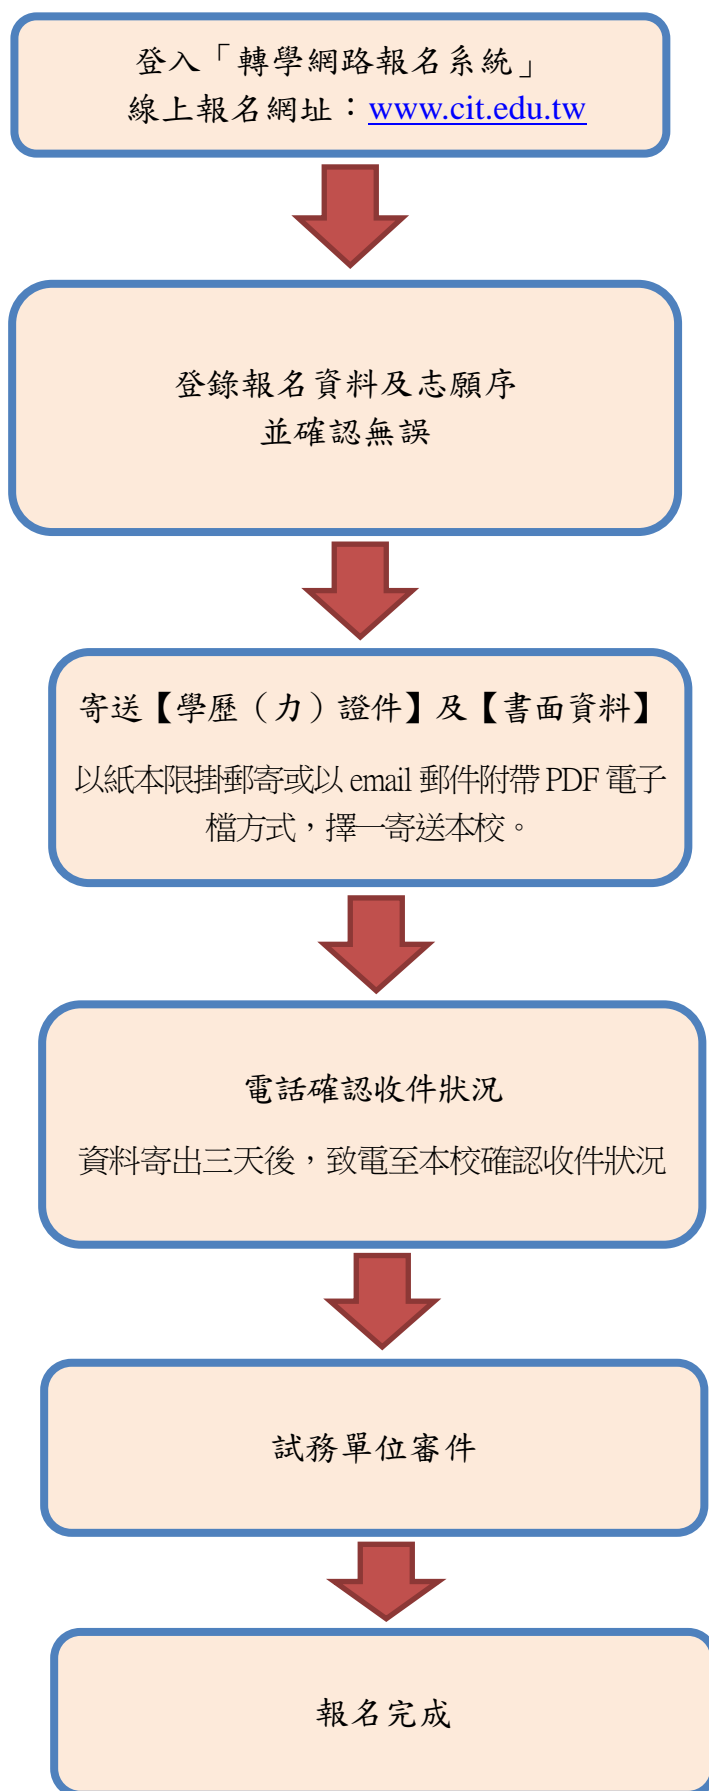 登入「轉學網路報名系統」
線上報名網址：www.cit.edu.tw
登錄報名資料及志願序
並確認無誤
寄送【學歷（力）證件】及【書面資料】
以紙本限掛郵寄或以 email 郵件附帶 PDF 電子
檔方式，擇一寄送本校。
電話確認收件狀況
資料寄出三天後，致電至本校確認收件狀況
試務單位審件
報名完成